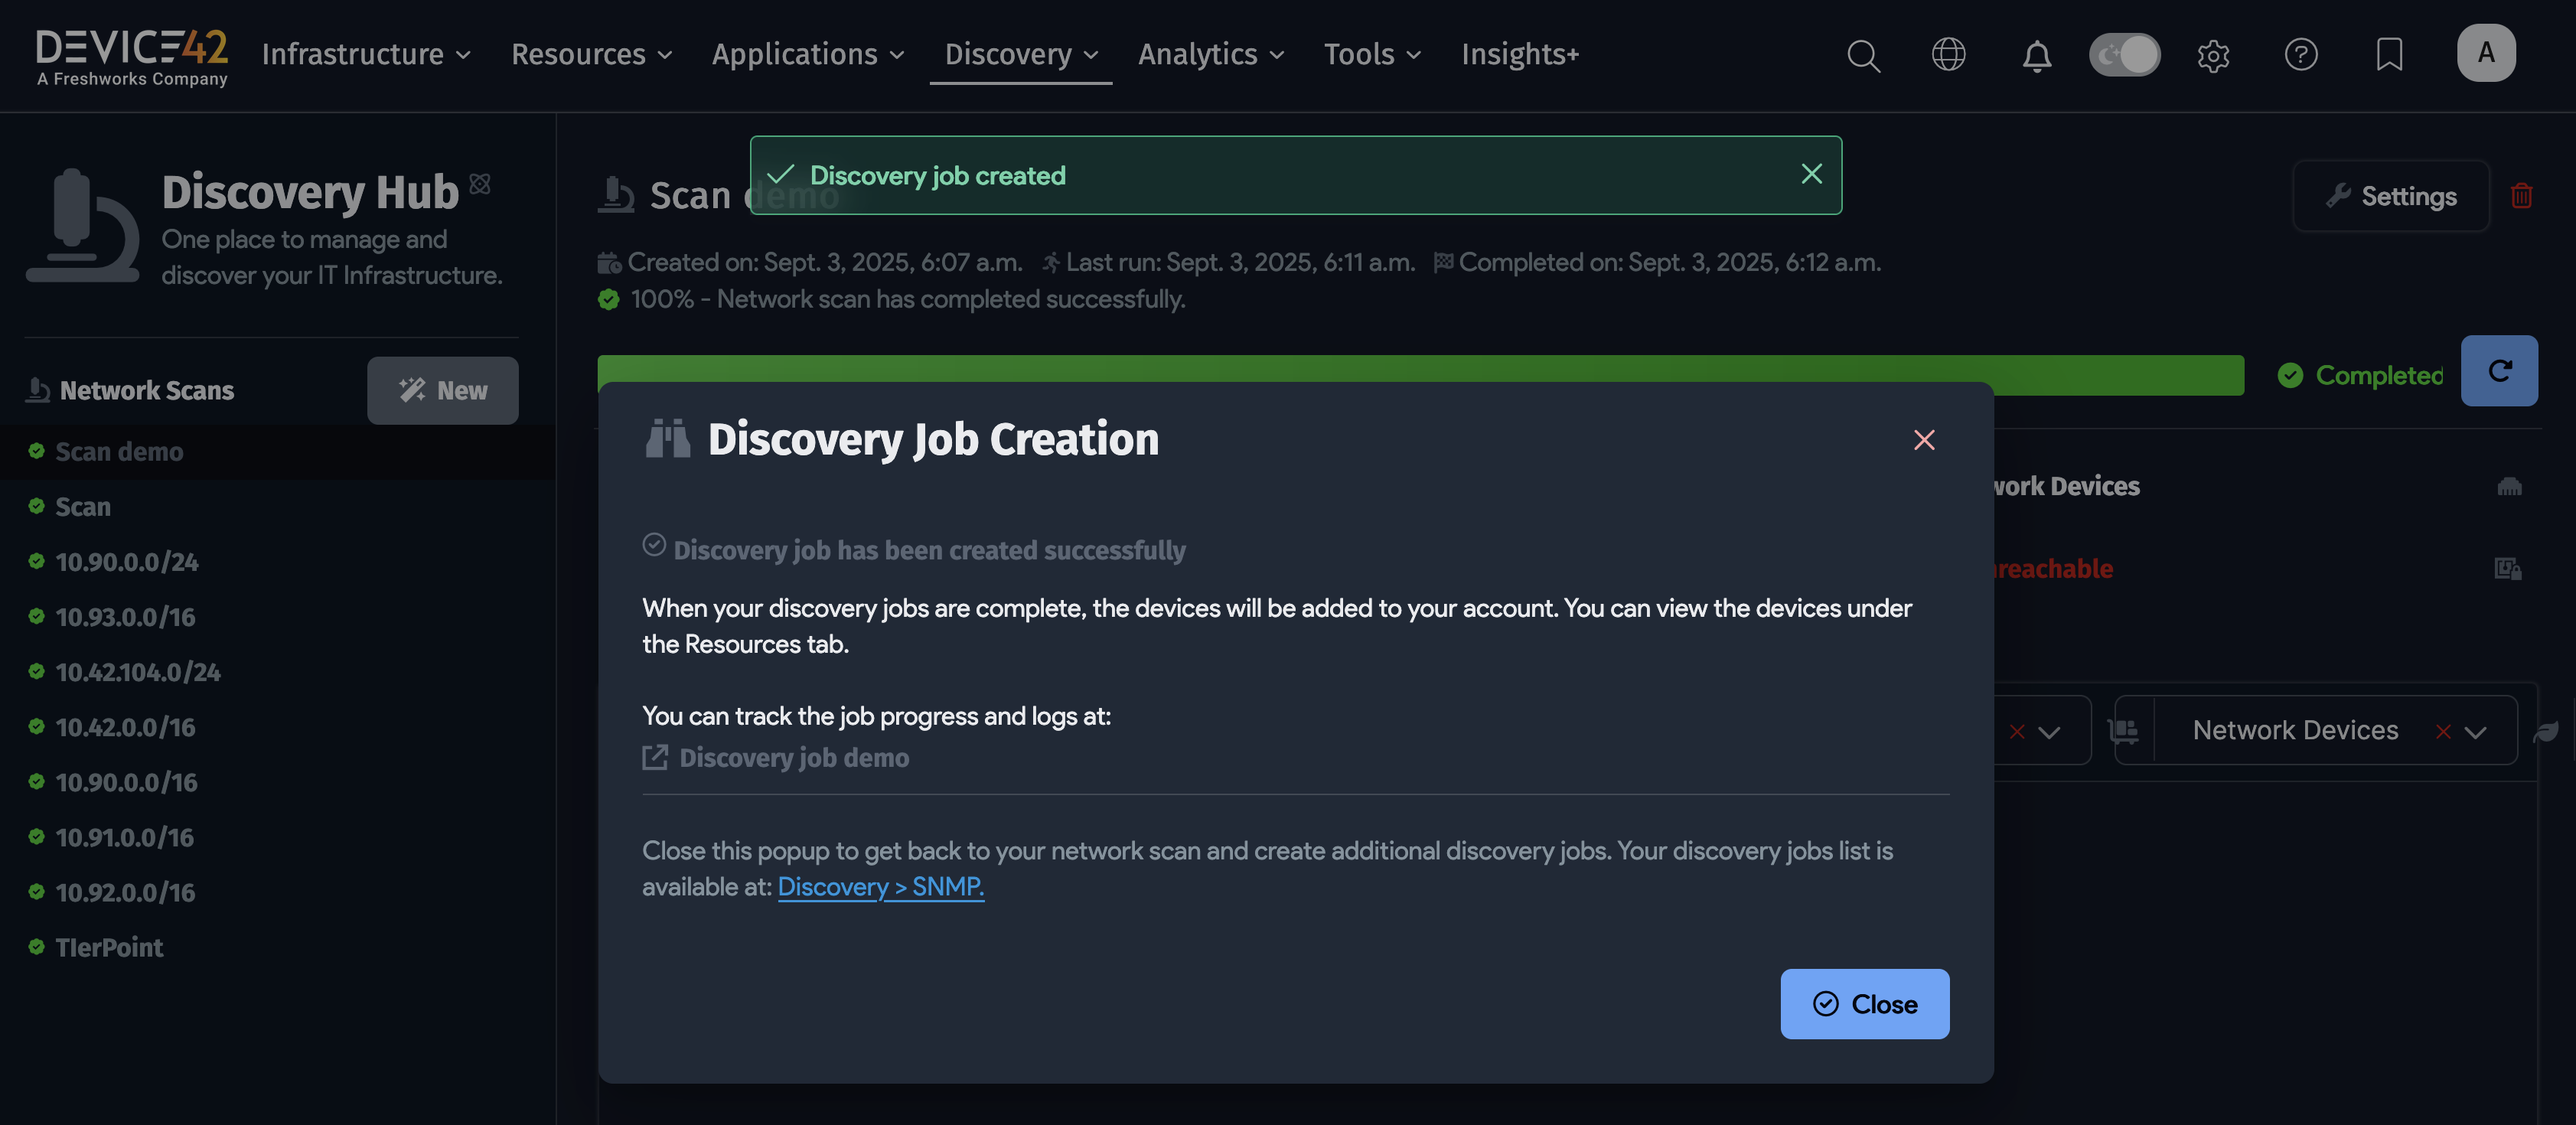 DEVICE42
A Freshworks Company
Infrastructure
Resources
Applications
Discovery
Analytics
Tools
Insights+
A
Discovery Hub
One place to manage and
discover your IT Infrastructure.
Network Scans
New
Scan demo
Scan
10.90.0.0/24
10.93.0.0/16
10.42.104.0/24
10.42.0.0/16
10.90.0.0/16
10.91.0.0/16
10.92.0.0/16
TIerPoint
Discovery job created
Scan demo
Settings
Created on: Sept. 3, 2025, 6:07 a.m. Last run: Sept. 3, 2025, 6:11 a.m. Completed on: Sept. 3, 2025, 6:12 a.m.
100% - Network scan has completed successfully.
Completed
Discovery Job Creation
Discovery job has been created successfully
When your discovery jobs are complete, the devices will be added to your account. You can view the devices under
the Resources tab.
You can track the job progress and logs at:
Discovery job demo
Close this popup to get back to your network scan and create additional discovery jobs. Your discovery jobs list is
available at: Discovery > SNMP.
Close
work Devices
reachable
Network Devices